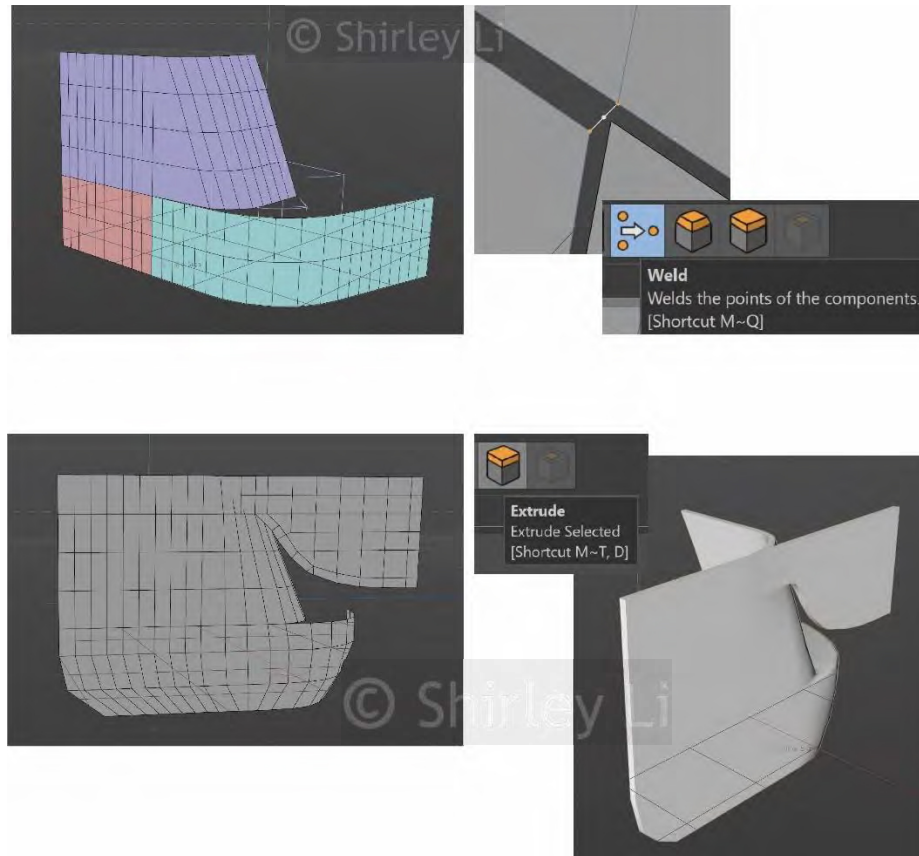 © Shirley Li
Weld
Welds the points of the components.
[Shortcut M~Q]
Extrude
Extrude Selected
[Shortcut M~T, D]
© Shirley Li